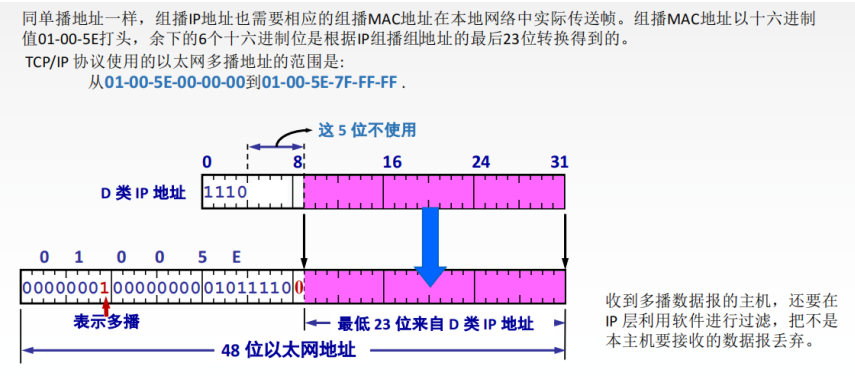 同单播地址一样，组播IP地址也需要相应的组播MAC地址在本地网络中实际传送帧。组播MAC地址以十六进制
值01-00-5E打头，余下的6个十六进制位是根据IP组播组地址的最后23位转换得到的。
TCP/IP 协议使用的以太网多播地址的范围是:
从01-00-5E-00-00-00到01-00-5E-7F-FF-FF .
这 5 位不使用
0 8 16 24 31
D 类 IP 地址 1110
0 1 0 0 5 E
0000000100000000010111100
表示多播
最低 23 位来自 D 类 IP 地址
48 位以太网地址
收到多播数据报的主机，还要在
IP 层利用软件进行过滤，把不是
本主机要接收的数据报丢弃。